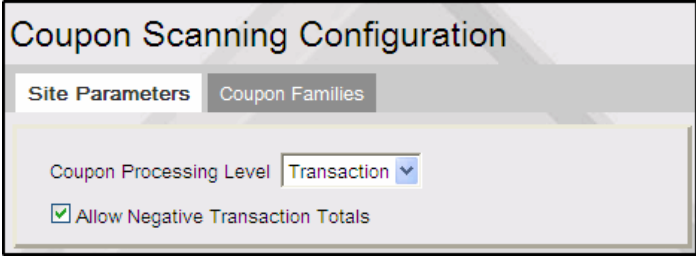 Coupon Scanning Configuration
Site Parameters Coupon Families
Coupon Processing Level Transaction
Allow Negative Transaction Totals